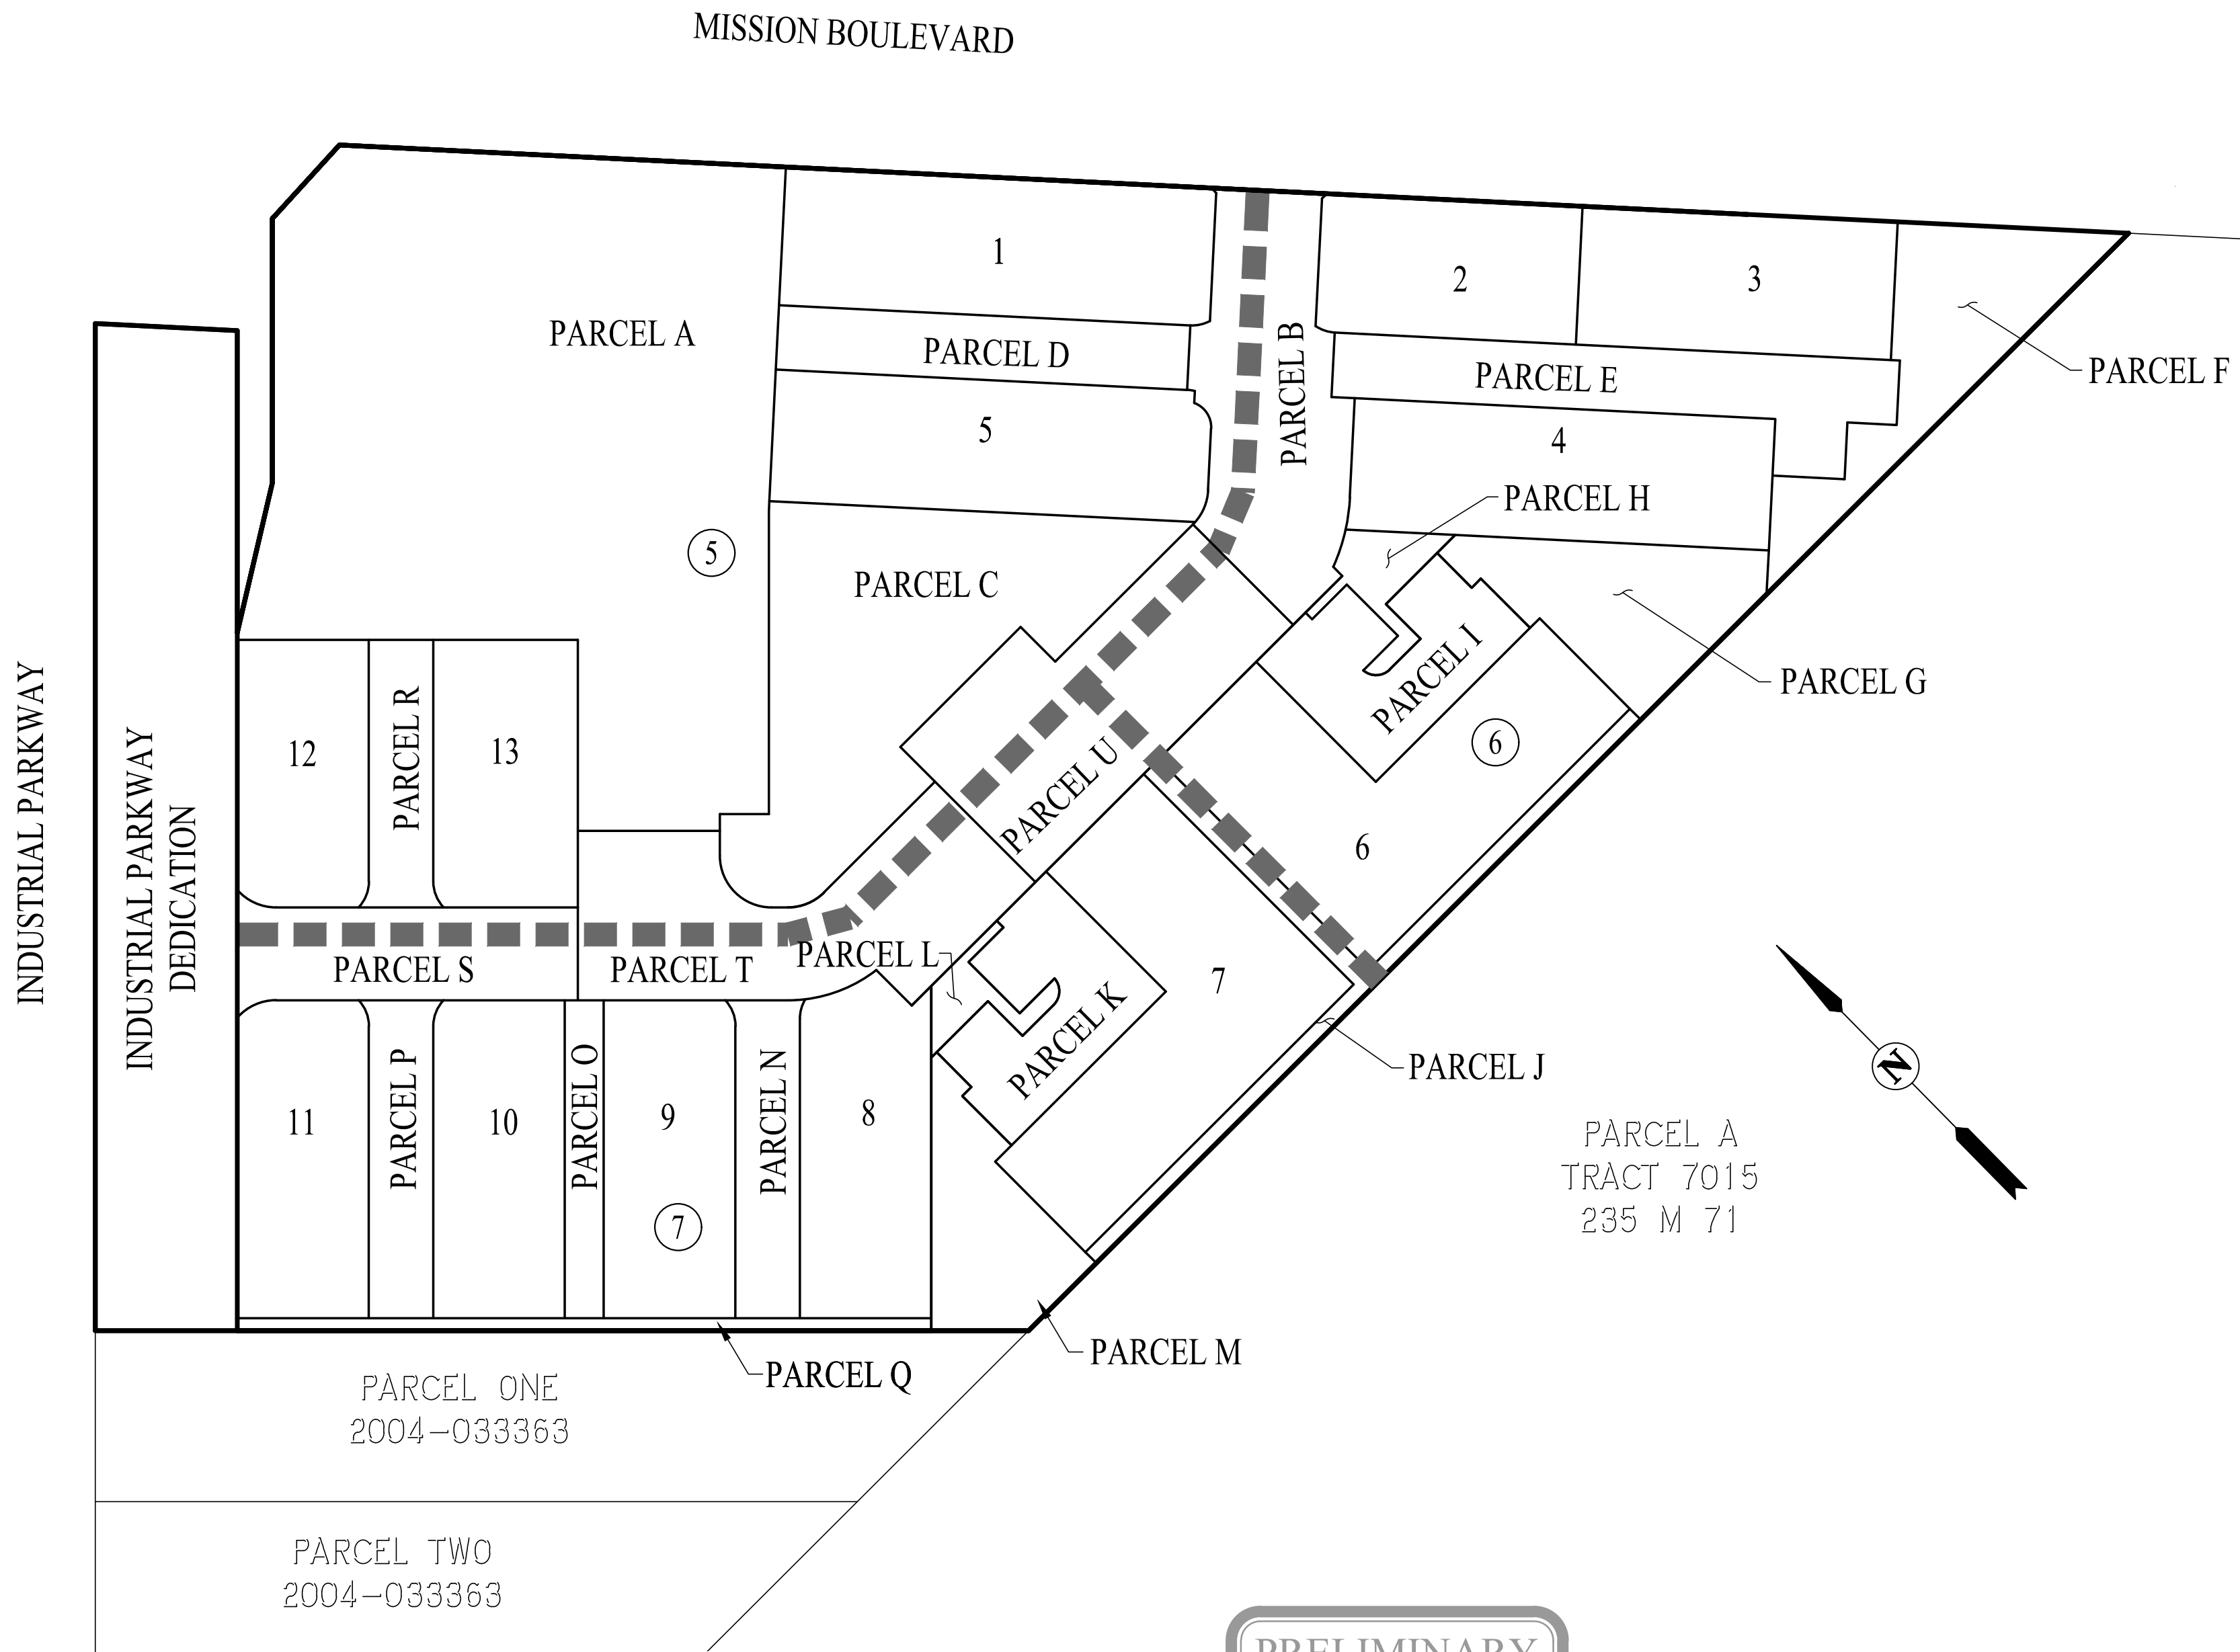 MISSION BOULEVARD
1
2
3
PARCEL A
PARCEL D
PARCEL B
PARCEL E
PARCEL F
5
4
PARCEL H
5
PARCEL C
PARCEL I
PARCEL G
INDUSTRIAL PARKWAY
INDUSTRIAL PARKWAY
DEDICATION
12
PARCEL R
13
PARCEL U
6
6
PARCEL S
PARCEL T
PARCEL L
PARCEL K
7
PARCEL J
11
PARCEL P
10
PARCEL O
9
PARCEL N
8
7
N
PARCEL A
TRACT 7015
235 M 71
PARCEL M
PARCEL Q
PARCEL ONE
2004-033363
PARCEL TWO
2004-033363
PRELIMINARY